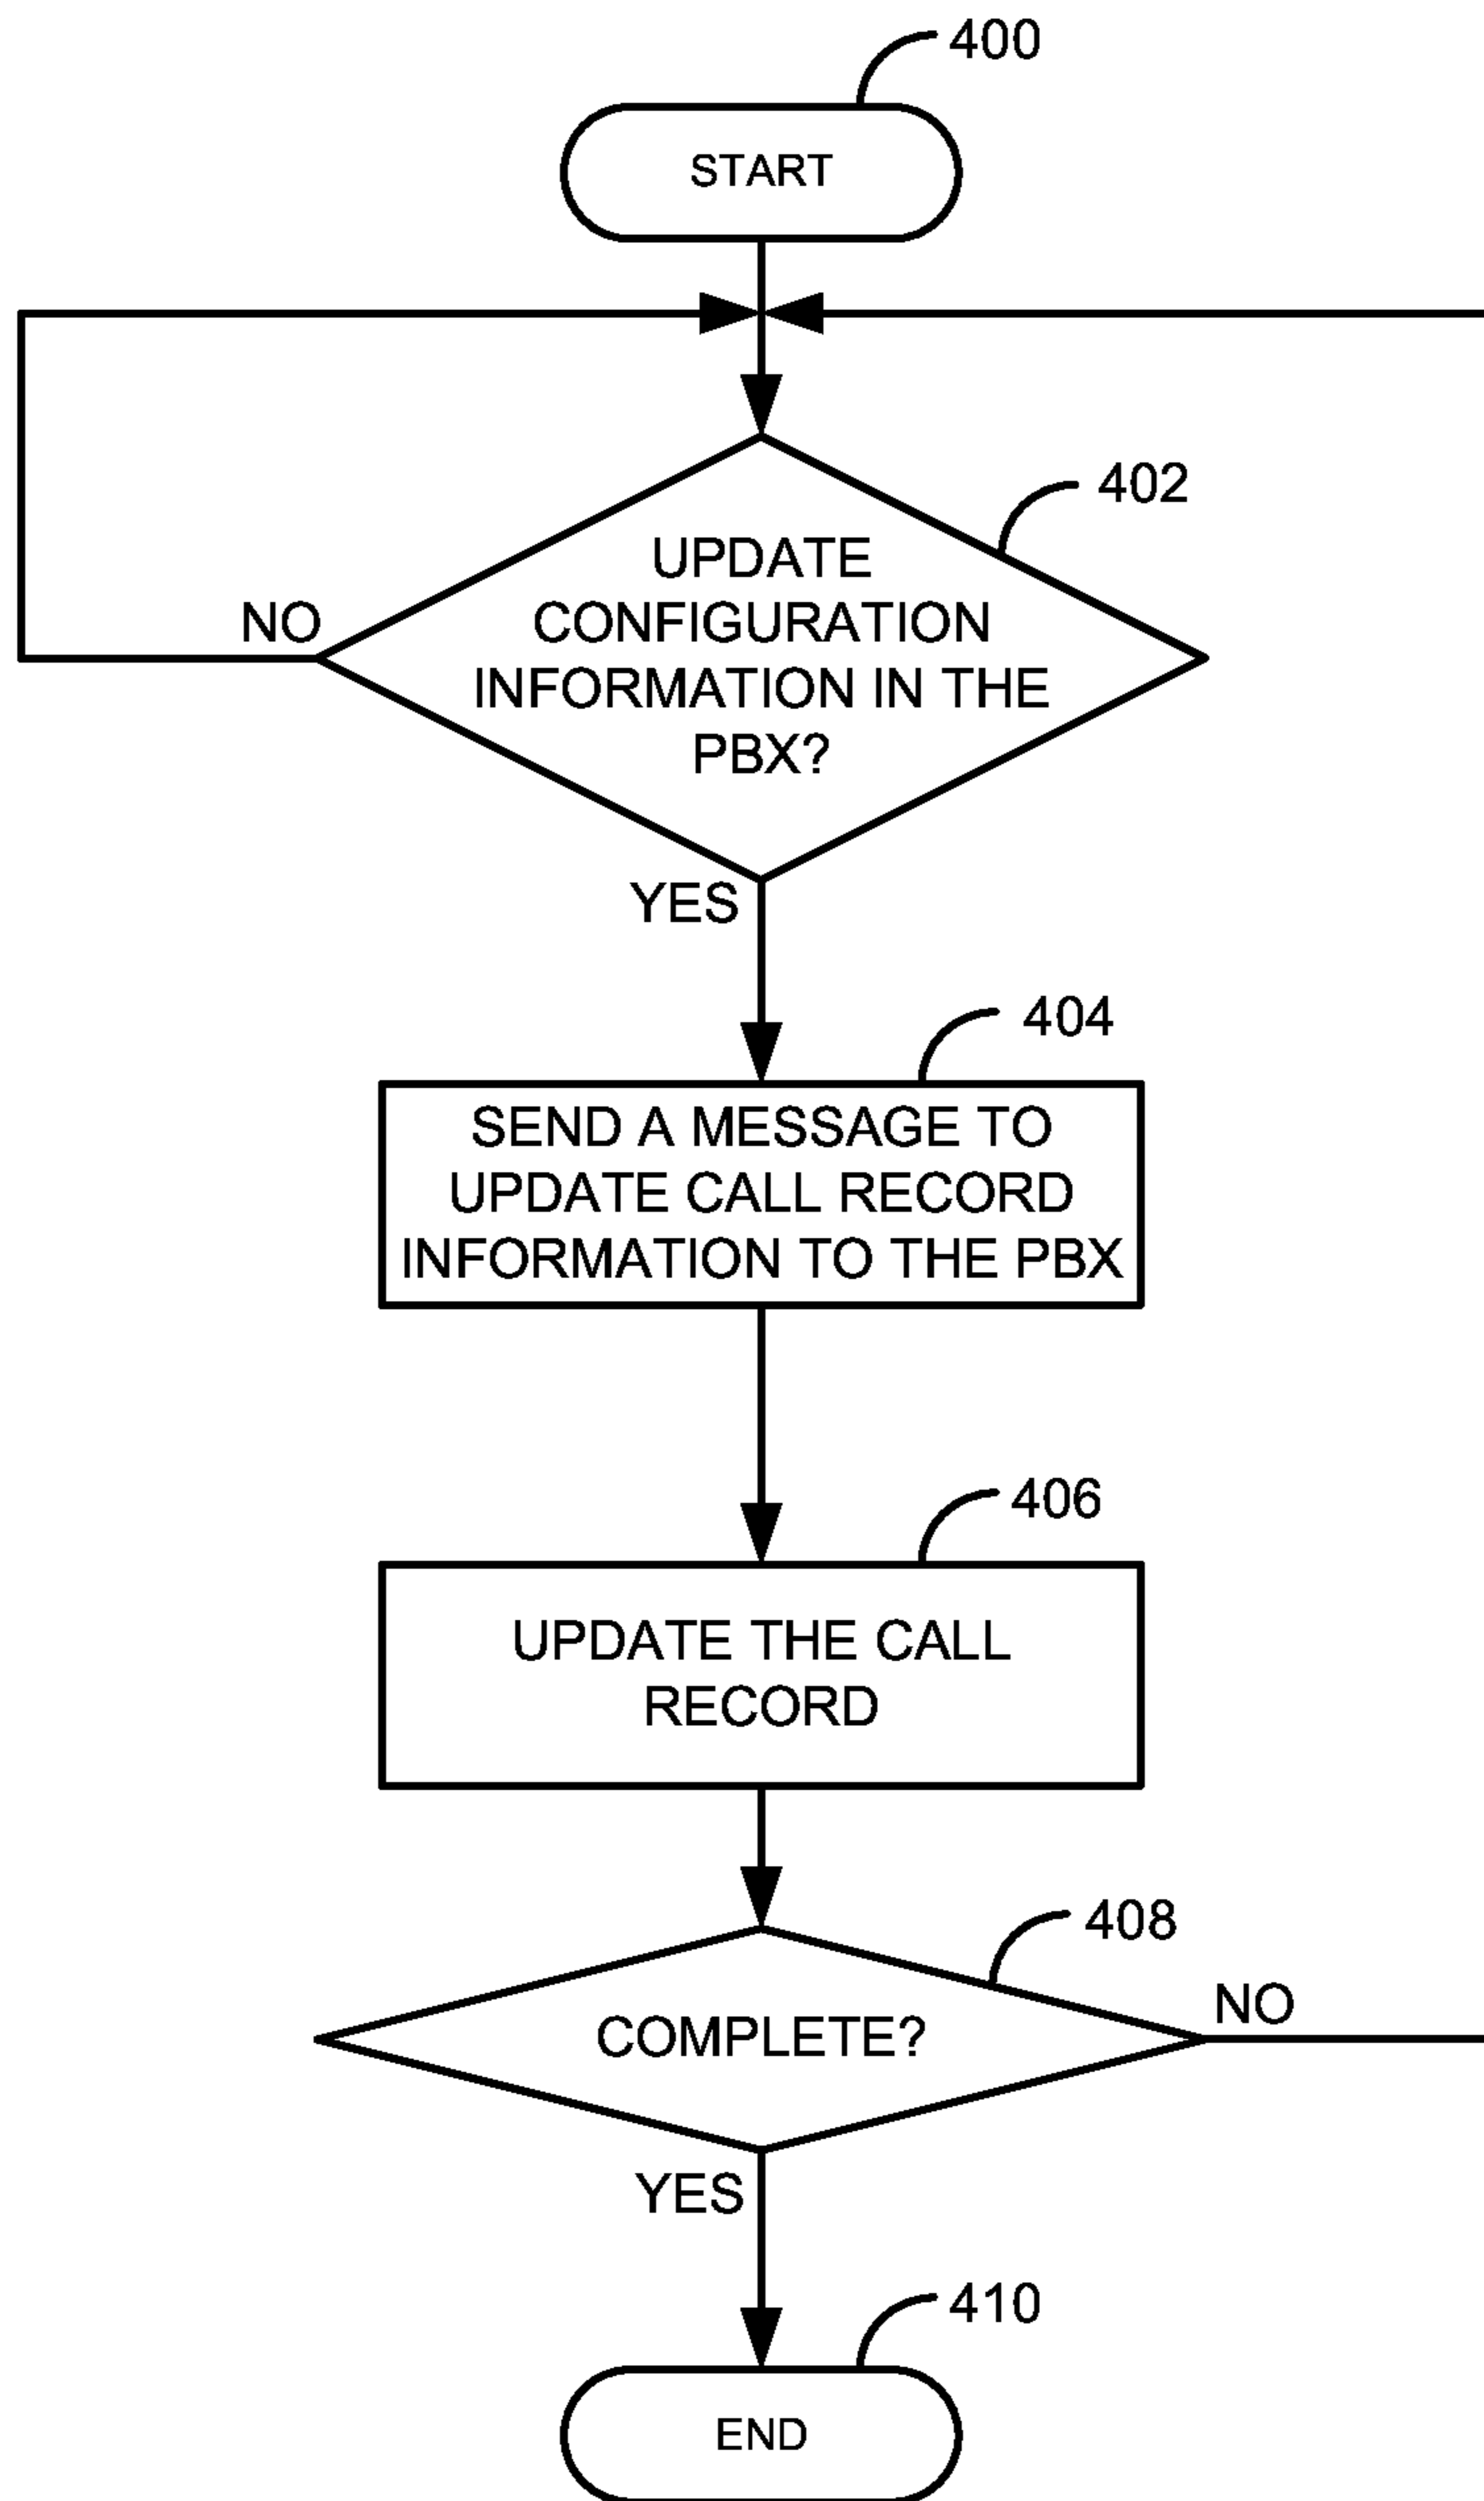 400
START
402
UPDATE
CONFIGURATION
INFORMATION IN THE
PBX?
NO
YES
404
SEND A MESSAGE TO
UPDATE CALL RECORD
INFORMATION TO THE PBX
406
UPDATE THE CALL
RECORD
408
COMPLETE?
NO
YES
410
END